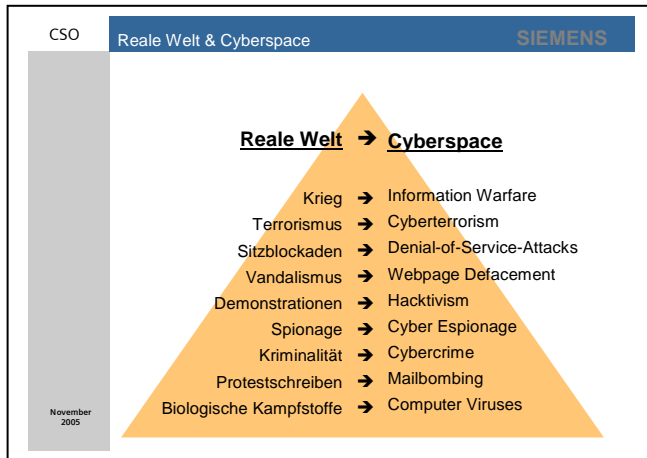 CSO
Reale Welt & Cyberspace
SIEMENS
Reale Welt ➔ Cyberspace
Krieg ➔ Information Warfare
Terrorismus ➔ Cyberterrorism
Sitzblockaden ➔ Denial-of-Service-Attacks
Vandalismus ➔ Webpage Defacement
Demonstrationen ➔ Hacktivism
Spionage ➔ Cyber Espionage
Kriminalität ➔ Cybercrime
Protestschreiben ➔ Mailbombing
Biologische Kampfstoffe ➔ Computer Viruses
November
2005